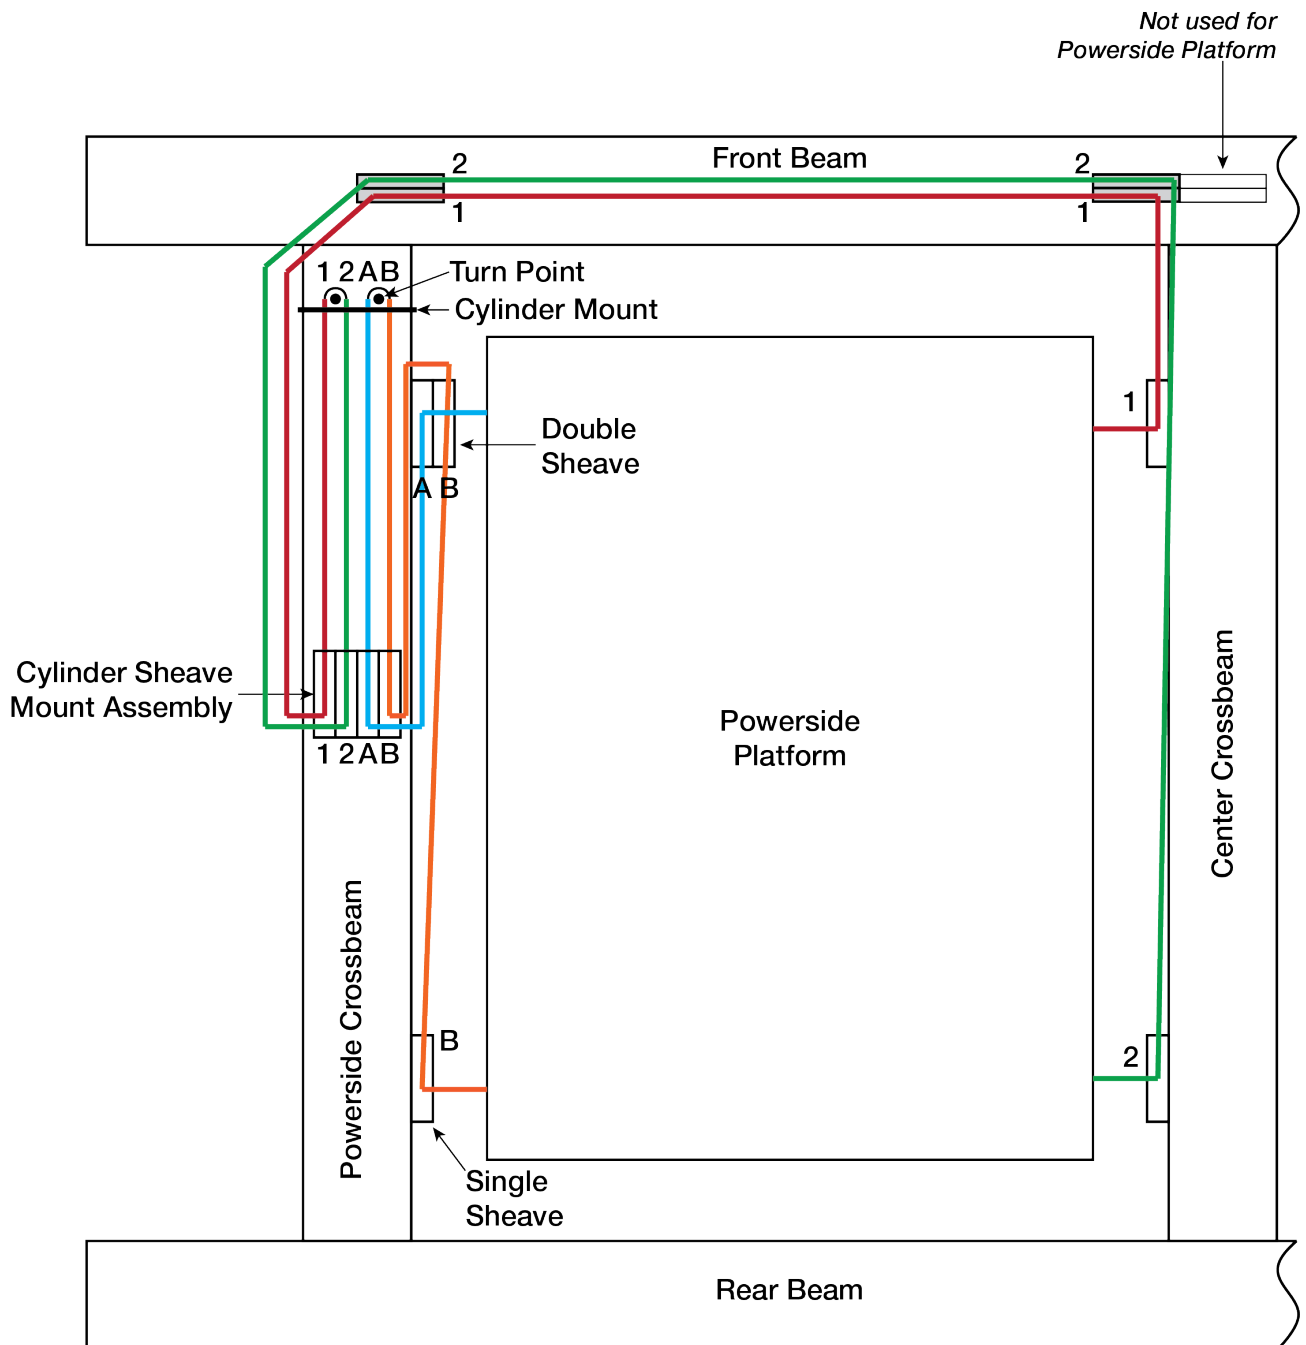 Not used for
Powerside Platform
Front Beam
2
2
1
1
1 2 A B
Turn Point
Cylinder Mount
1
Double
Sheave
A B
Cylinder Sheave
Mount Assembly
1 2 A B
Powerside
Platform
Center Crossbeam
Powerside Crossbeam
B
2
Single
Sheave
Rear Beam